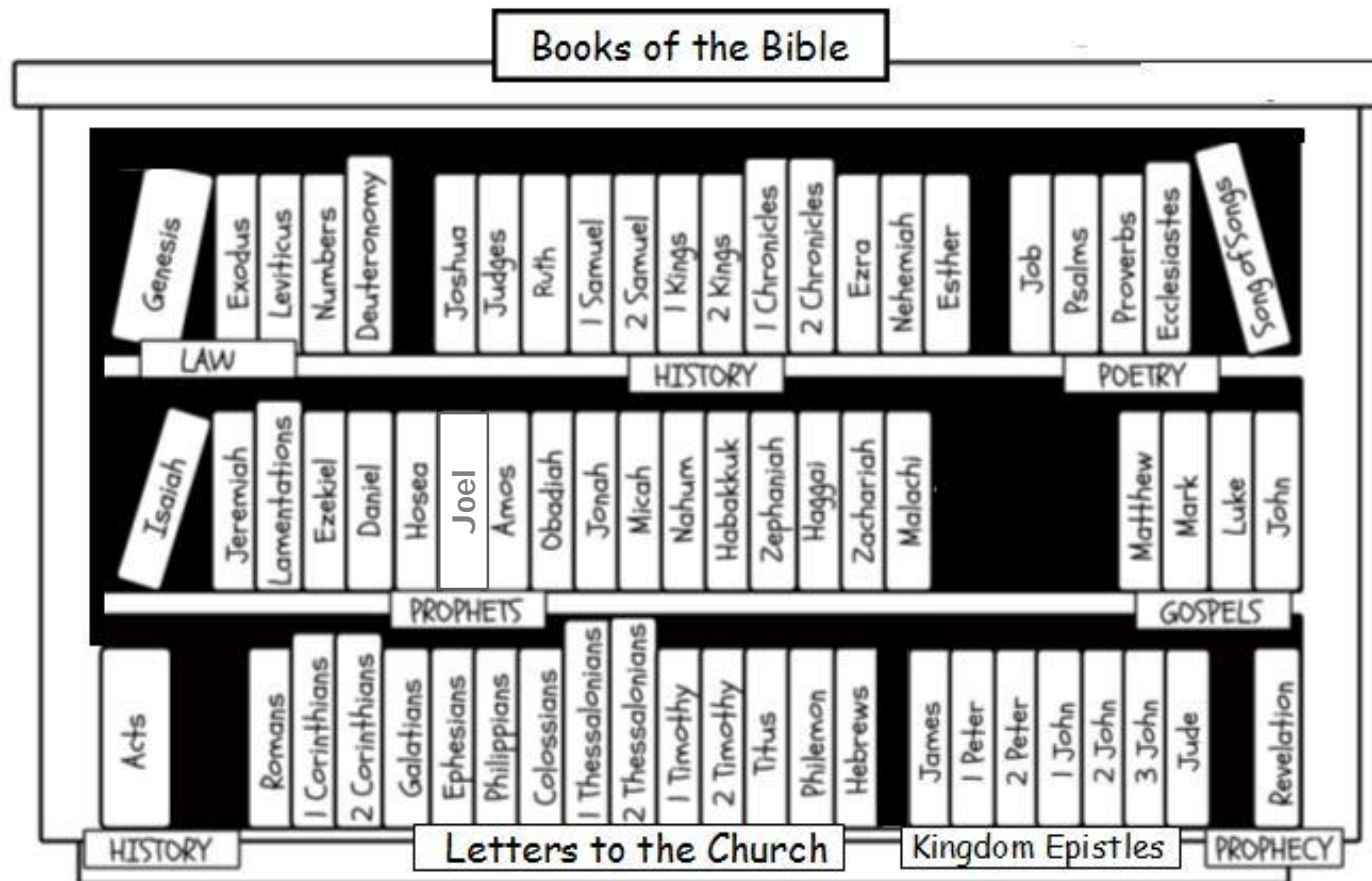 Books of the Bible
Genesis
Exodus
Leviticus
Numbers
Deuteronomy
Joshua
Judges
Ruth
1 Samuel
2 Samuel
1 Kings
2 Kings
1 Chronicles
2 Chronicles
Ezra
Nehemiah
Esther
Job
Psalms
Proverbs
Ecclesiastes
Song of Songs
LAW
HISTORY
POETRY
Isaiah
Jeremiah
Lamentations
Ezekiel
Daniel
Hosea
Joel
Amos
Obadiah
Jonah
Micah
Nahum
Habakkuk
Zephaniah
Haggai
Zachariah
Malachi
Matthew
Mark
Luke
John
PROPHETS
GOSPELS
Acts
Romans
1 Corinthians
2 Corinthians
Galatians
Ephesians
Philippians
Colossians
1 Thessalonians
2 Thessalonians
1 Timothy
2 Timothy
Titus
Philemon
Hebrews
James
1 Peter
2 Peter
1 John
2 John
3 John
Jude
Revelation
HISTORY
Letters to the Church
Kingdom Epistles
PROPHECY